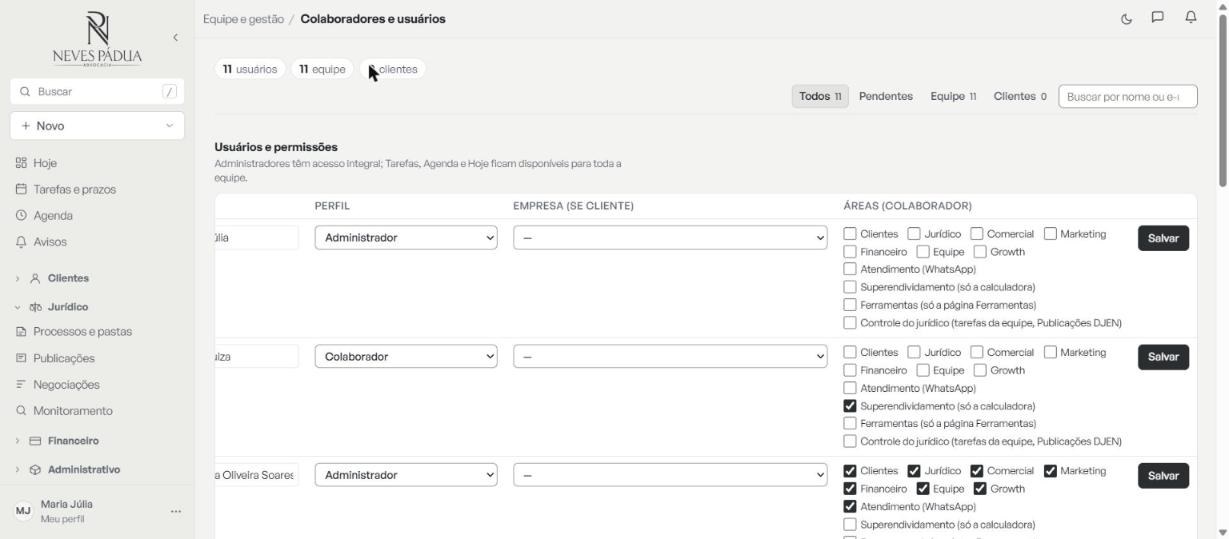 NEVES PÁDUA
ADVOCACIA
Buscar /
+ Novo
Hoje
Tarefas e prazos
Agenda
Avisos
Clientes
Jurídico
Processos e pastas
Publicações
Negociações
Monitoramento
Financeiro
Administrativo
MJ Maria Júlia
Meu perfil
Equipe e gestão / Colaboradores e usuários
11 usuários 11 equipe clientes
Todos 11 Pendentes Equipe 11 Clientes 0 Buscar por nome ou e-
Usuários e permissões
Administradores têm acesso integral; Tarefas, Agenda e Hoje ficam disponíveis para toda a
equipe.
PERFIL EMPRESA (SE CLIENTE) ÁREAS (COLABORADOR)
úlia Administrador — Clientes Jurídico Comercial Marketing Salvar
Financeiro Equipe Growth
Atendimento (WhatsApp)
Superendividamento (só a calculadora)
Ferramentas (só a página Ferramentas)
Controle do jurídico (tarefas da equipe, Publicações DJEN)
uiza Colaborador — Clientes Jurídico Comercial Marketing Salvar
Financeiro Equipe Growth
Atendimento (WhatsApp)
Superendividamento (só a calculadora)
Ferramentas (só a página Ferramentas)
Controle do jurídico (tarefas da equipe, Publicações DJEN)
a Oliveira Soares Administrador — Clientes Jurídico Comercial Marketing Salvar
Financeiro Equipe Growth
Atendimento (WhatsApp)
Superendividamento (só a calculadora)